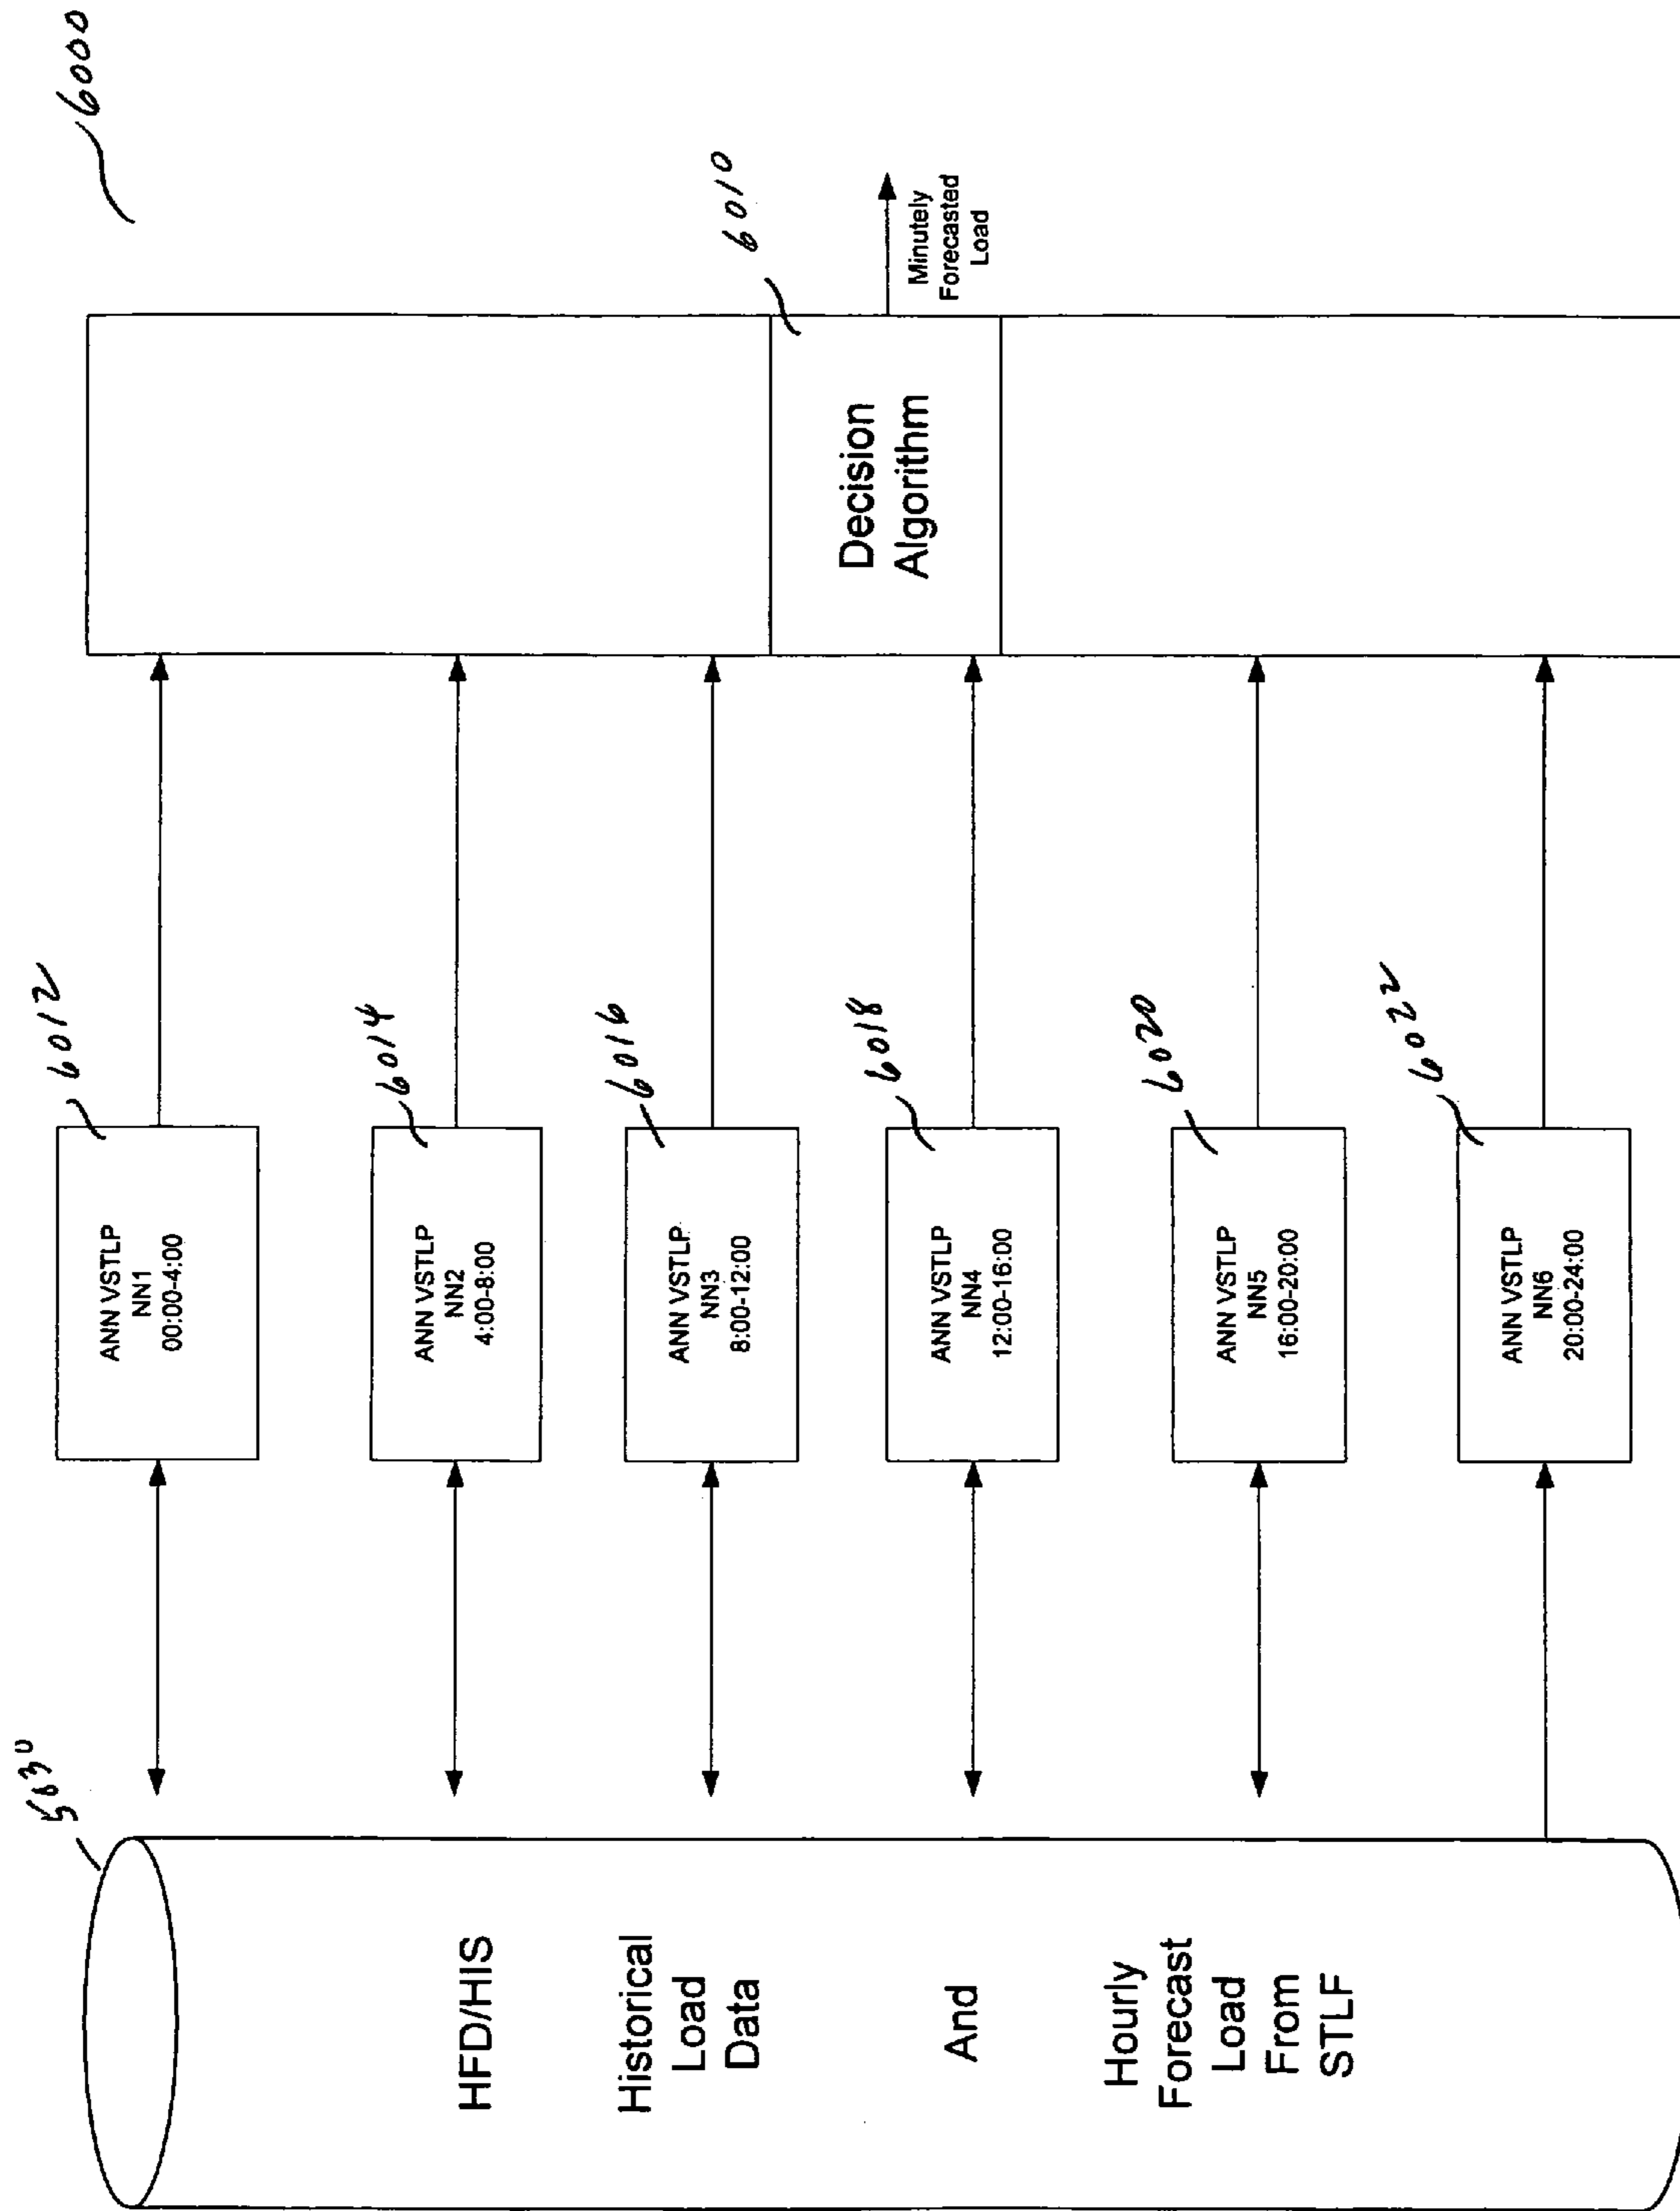 6000
5630
HFD/HIS
Historical
Load
Data
And
Hourly
Forecast
Load
From
STLF
6012
ANN VSTLP
NN1
00:00-4:00
6014
ANN VSTLP
NN2
4:00-8:00
6016
ANN VSTLP
NN3
8:00-12:00
6018
ANN VSTLP
NN4
12:00-16:00
6020
ANN VSTLP
NN5
16:00-20:00
6022
ANN VSTLP
NN6
20:00-24:00
6010
Decision
Algorithm
Minutely
Forecasted
Load